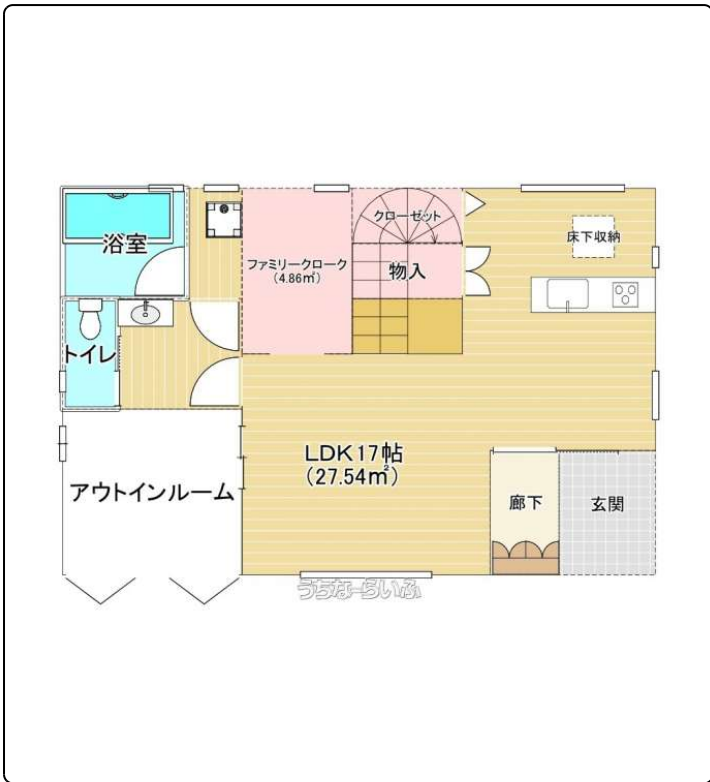 クローゼット
床下収納
浴室
ファミリークローク
(4.86㎡)
物入
トイレ
LDK17帖
(27.54㎡)
アウトインルーム
廊下
玄関
うちなーらいふ